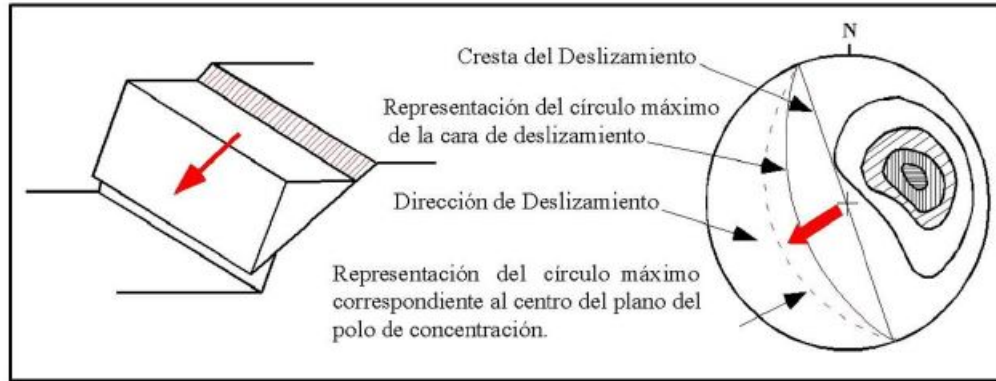 N
Cresta del Deslizamiento
Representación del círculo máximo
de la cara de deslizamiento
Dirección de Deslizamiento
Representación del círculo máximo
correspondiente al centro del plano del
polo de concentración.